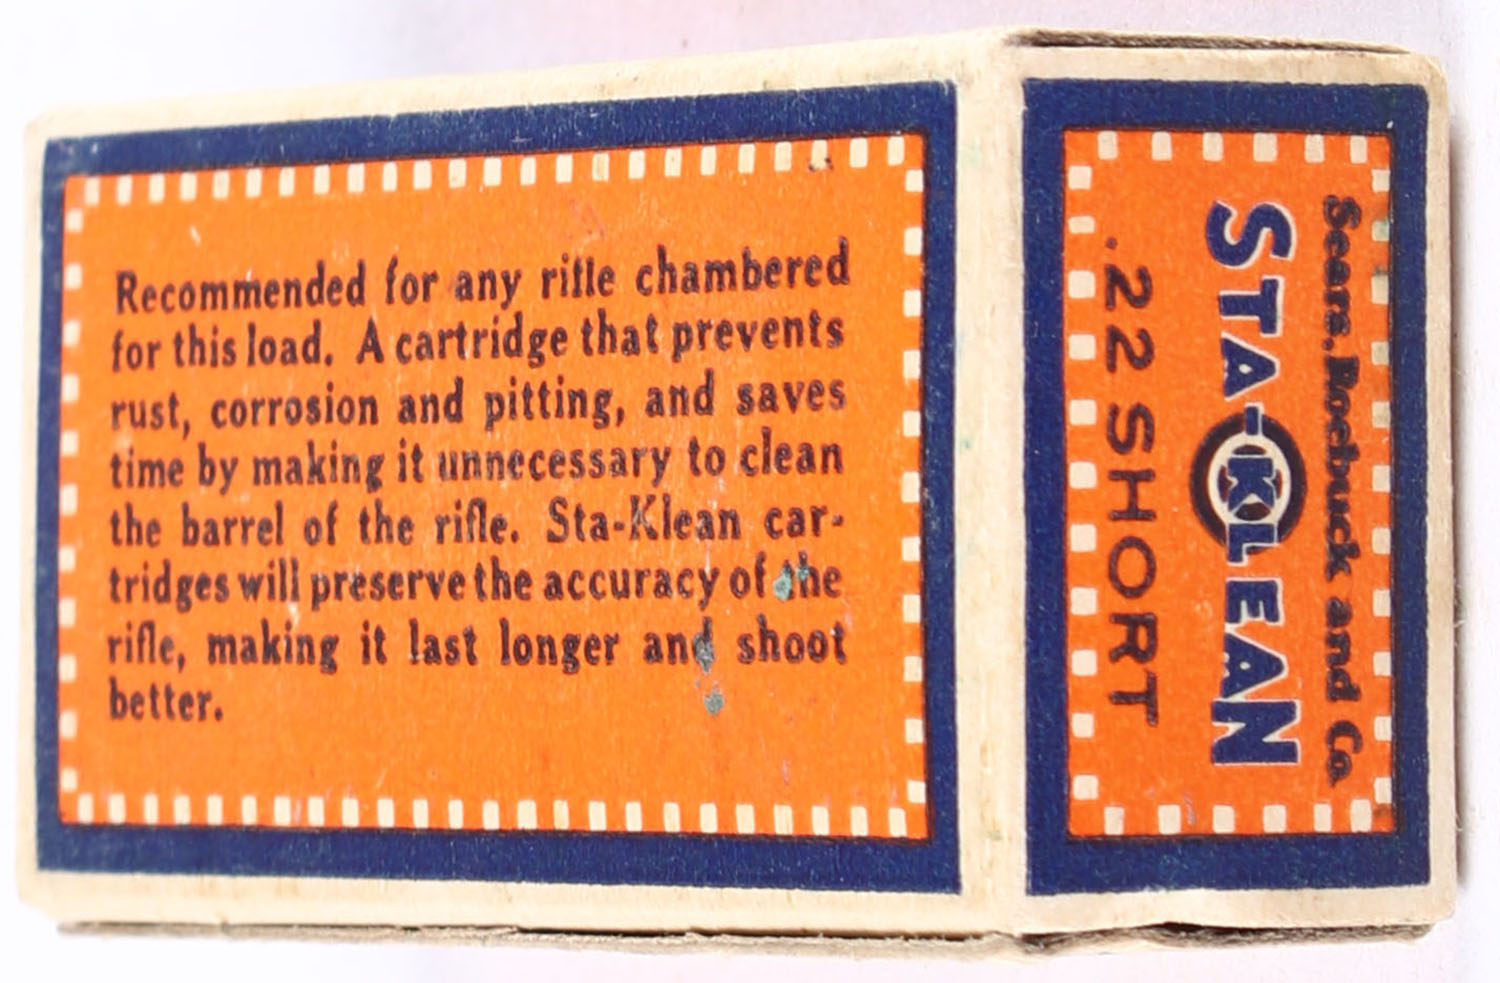 Recommended for any rifle chambered
for this load. A cartridge that prevents
rust, corrosion and pitting, and saves
time by making it unnecessary to clean
the barrel of the rifle. Sta-Klean car-
tridges will preserve the accuracy of the
rifle, making it last longer and shoot
better.
Sears, Roebuck and Co.
STA-KLEAN
.22 SHORT